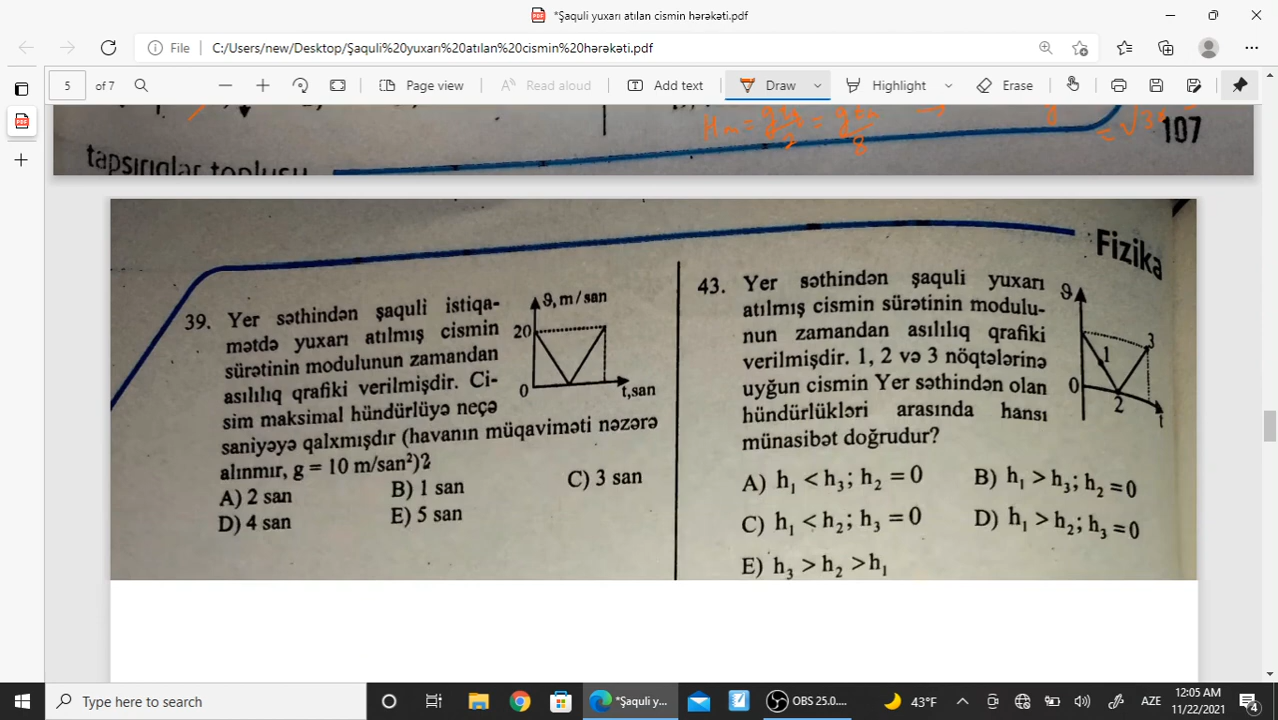 *Şaquli yuxarı atılan cismin hərəkəti.pdf
File
C:/Users/new/Desktop/Şaquli%20yuxarı%20atılan%20cismin%20hərəkəti.pdf
5 of 7
Page view
Read aloud
Add text
Draw
Highlight
Erase
107
tapşırıqlar toplusu
Fizika
39. Yer səthindən şaquli istiqa-
mətdə yuxarı atılmış cismin
sürətinin modulunun zamandan
asılılıq qrafiki verilmişdir. Ci-
sim maksimal hündürlüyə neçə
saniyəyə qalxmışdır (havanın müqaviməti nəzərə
alınmır, g = 10 m/san²)?
A) 2 san B) 1 san C) 3 san
D) 4 san E) 5 san
ϑ, m/san
20
0
t,san
43. Yer səthindən şaquli yuxarı
atılmış cismin sürətinin modulu-
nun zamandan asılılıq qrafiki
verilmişdir. 1, 2 və 3 nöqtələrinə
uyğun cismin Yer səthindən olan
hündürlükləri arasında hansı
münasibət doğrudur?
A) h₁ < h₃; h₂ = 0 B) h₁ > h₃; h₂ = 0
C) h₁ < h₂; h₃ = 0 D) h₁ > h₂; h₃ = 0
E) h₃ > h₂ > h₁
ϑ
1
3
0
2
t
Type here to search
*Şaquli y...
OBS 25.0....
43°F
AZE
12:05 AM
11/22/2021
4